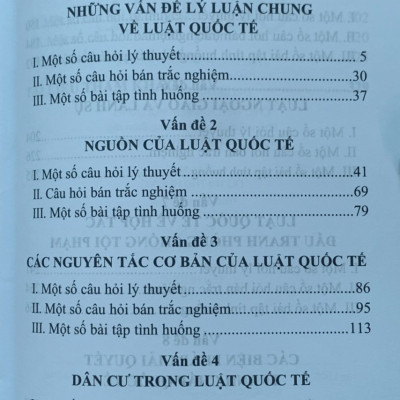 NHỮNG VẤN ĐỀ LÝ LUẬN CHUNG
VỀ LUẬT QUỐC TẾ
I. Một số câu hỏi lý thuyết 5
II. Một số câu hỏi bán trắc nghiệm 30
III. Một số bài tập tình huống 37
Vấn đề 2
NGUỒN CỦA LUẬT QUỐC TẾ
I. Một số câu hỏi lý thuyết 41
II. Câu hỏi bán trắc nghiệm 69
III. Một số bài tập tình huống 79
Vấn đề 3
CÁC NGUYÊN TẮC CƠ BẢN CỦA LUẬT QUỐC TẾ
I. Một số câu hỏi lý thuyết 86
II. Một số câu hỏi bán trắc nghiệm 95
III. Một số bài tập tình huống 113
Vấn đề 4
DÂN CƯ TRONG LUẬT QUỐC TẾ